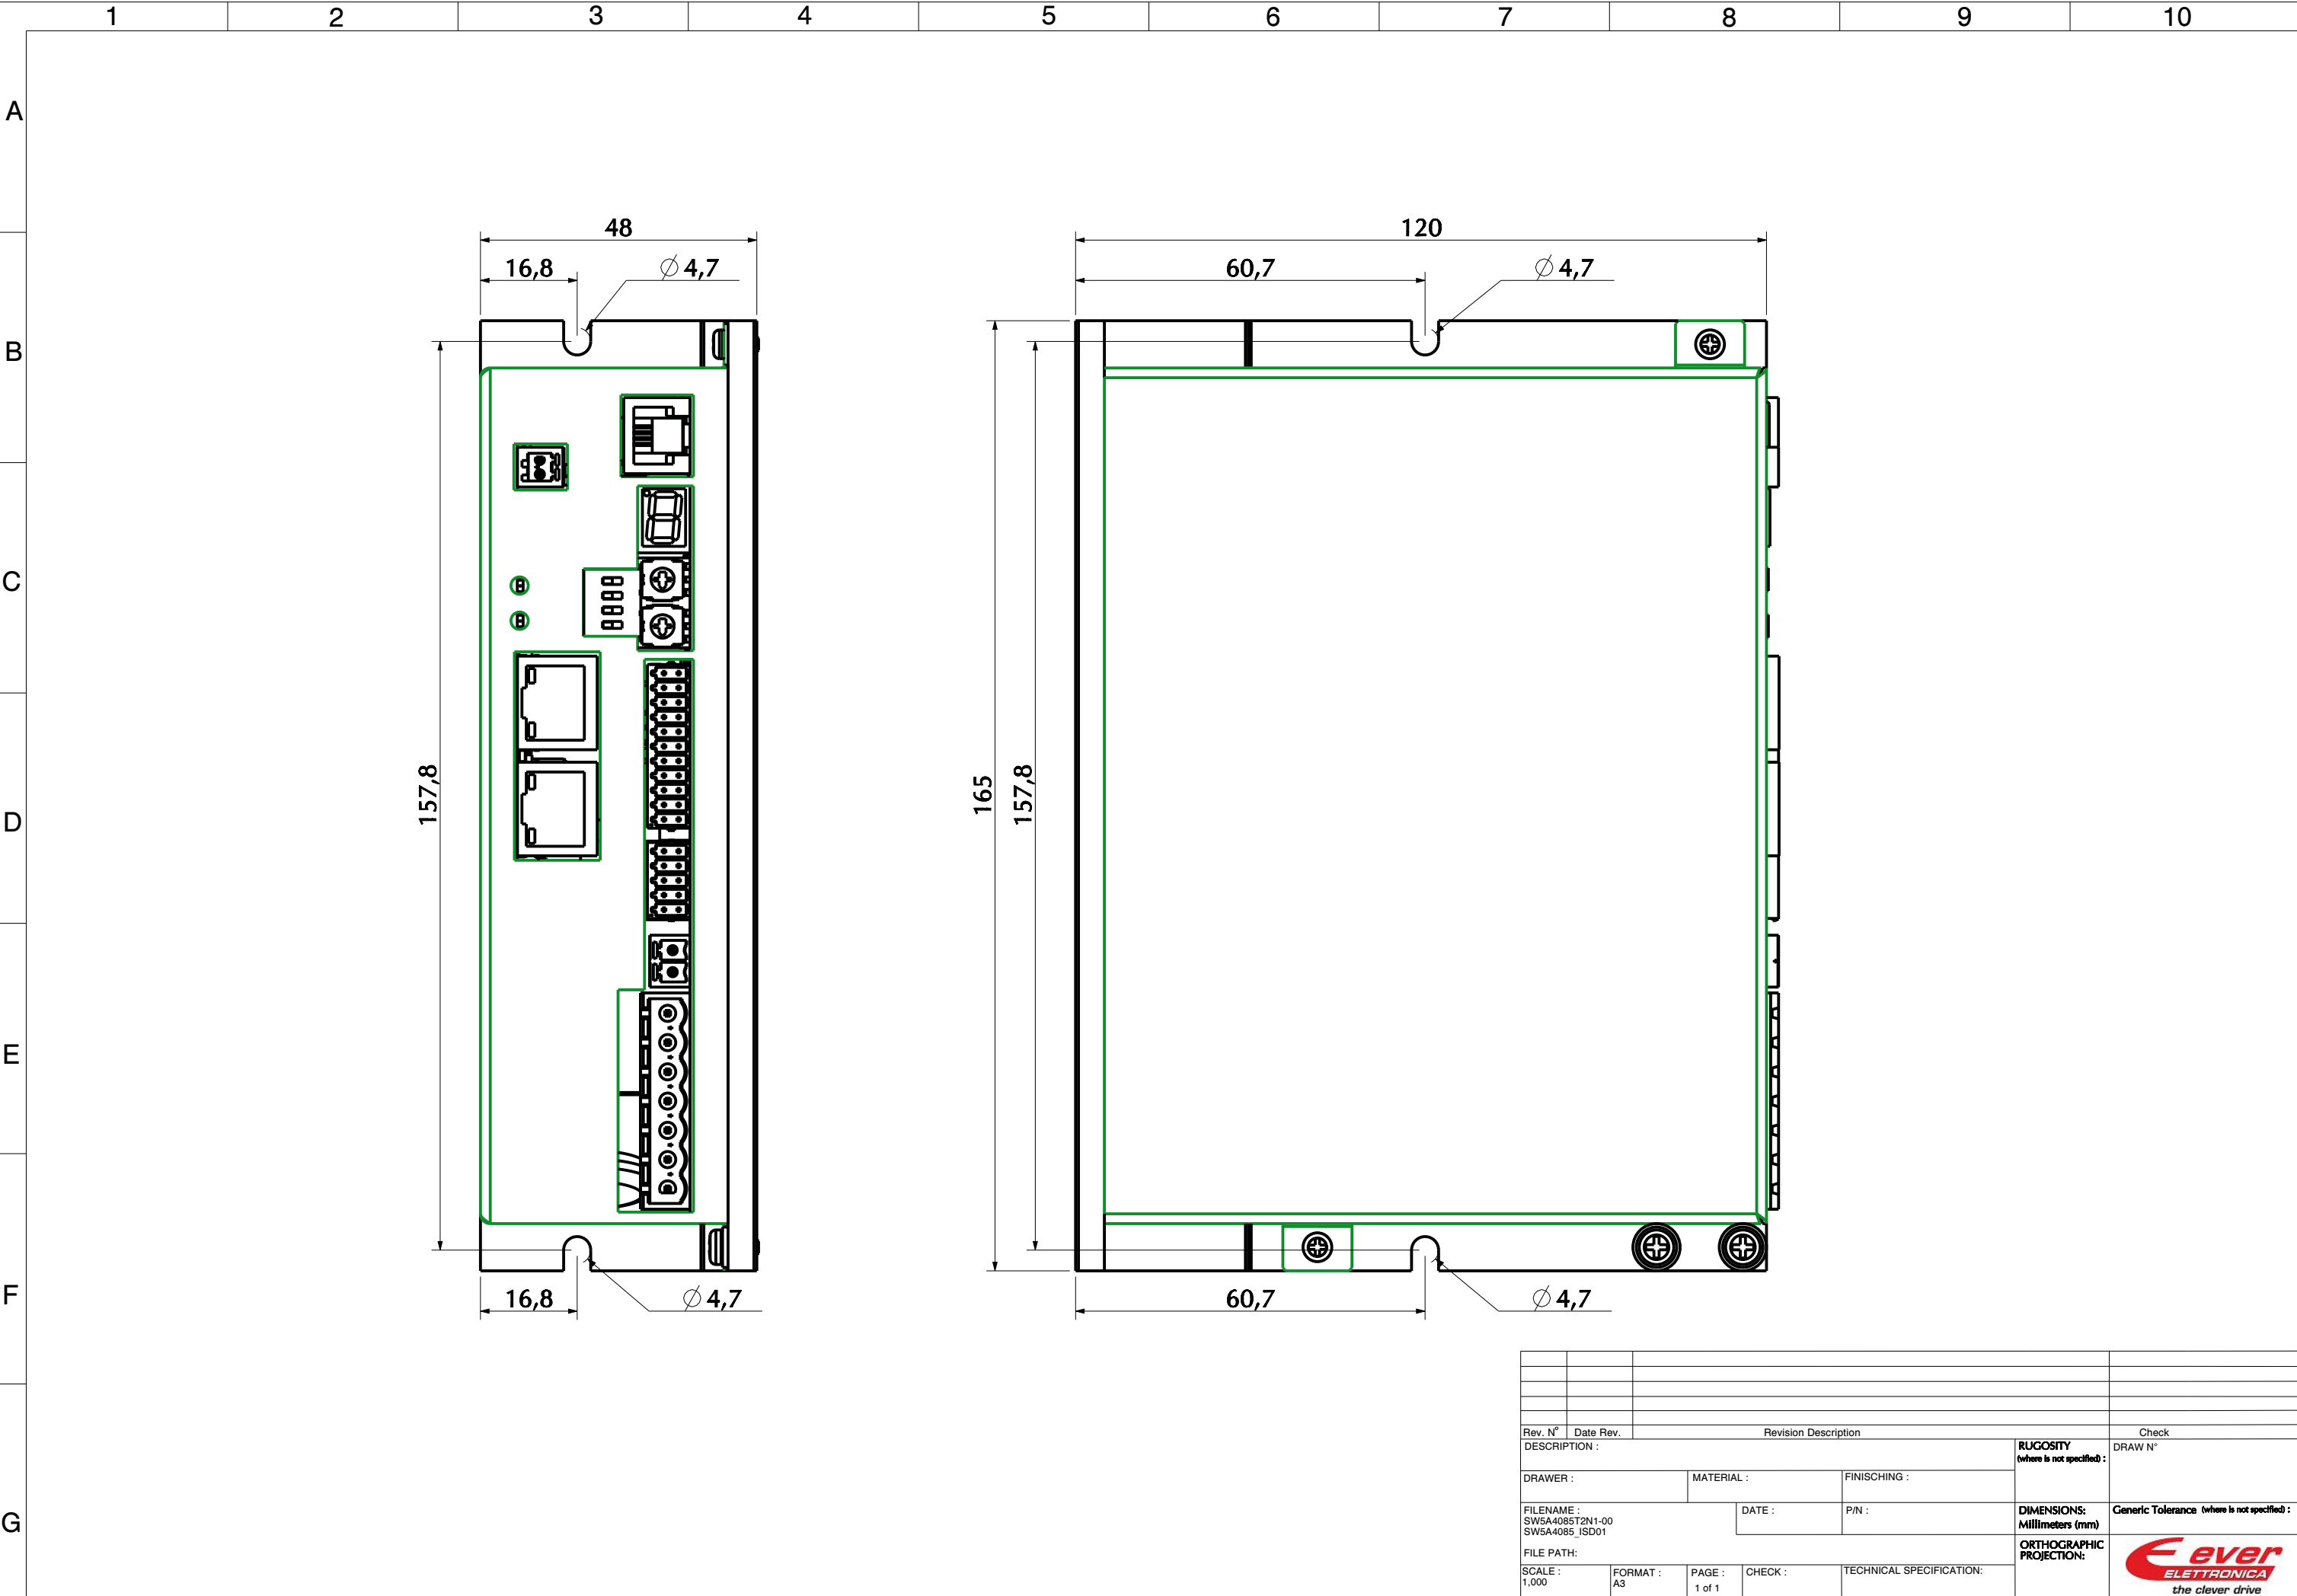 1 2 3 4 5 6 7 8 9 10
A
B
C
D
E
F
G
48
16,8
⌀ 4,7
157,8
16,8
⌀ 4,7
120
60,7
⌀ 4,7
165
157,8
60,7
⌀ 4,7
Rev. N° Date Rev. Revision Description Check
DESCRIPTION :
RUGOSITY
(where is not specified) :
DRAW N°
DRAWER : MATERIAL : FINISCHING :
FILENAME :
SW5A4085T2N1-00
SW5A4085_ISD01
DATE : P/N :
DIMENSIONS:
Millimeters (mm)
Generic Tolerance (where is not specified) :
FILE PATH:
ORTHOGRAPHIC
PROJECTION:
SCALE :
1,000
FORMAT :
A3
PAGE :
1 of 1
CHECK :
TECHNICAL SPECIFICATION:
ever
ELETTRONICA
the clever drive